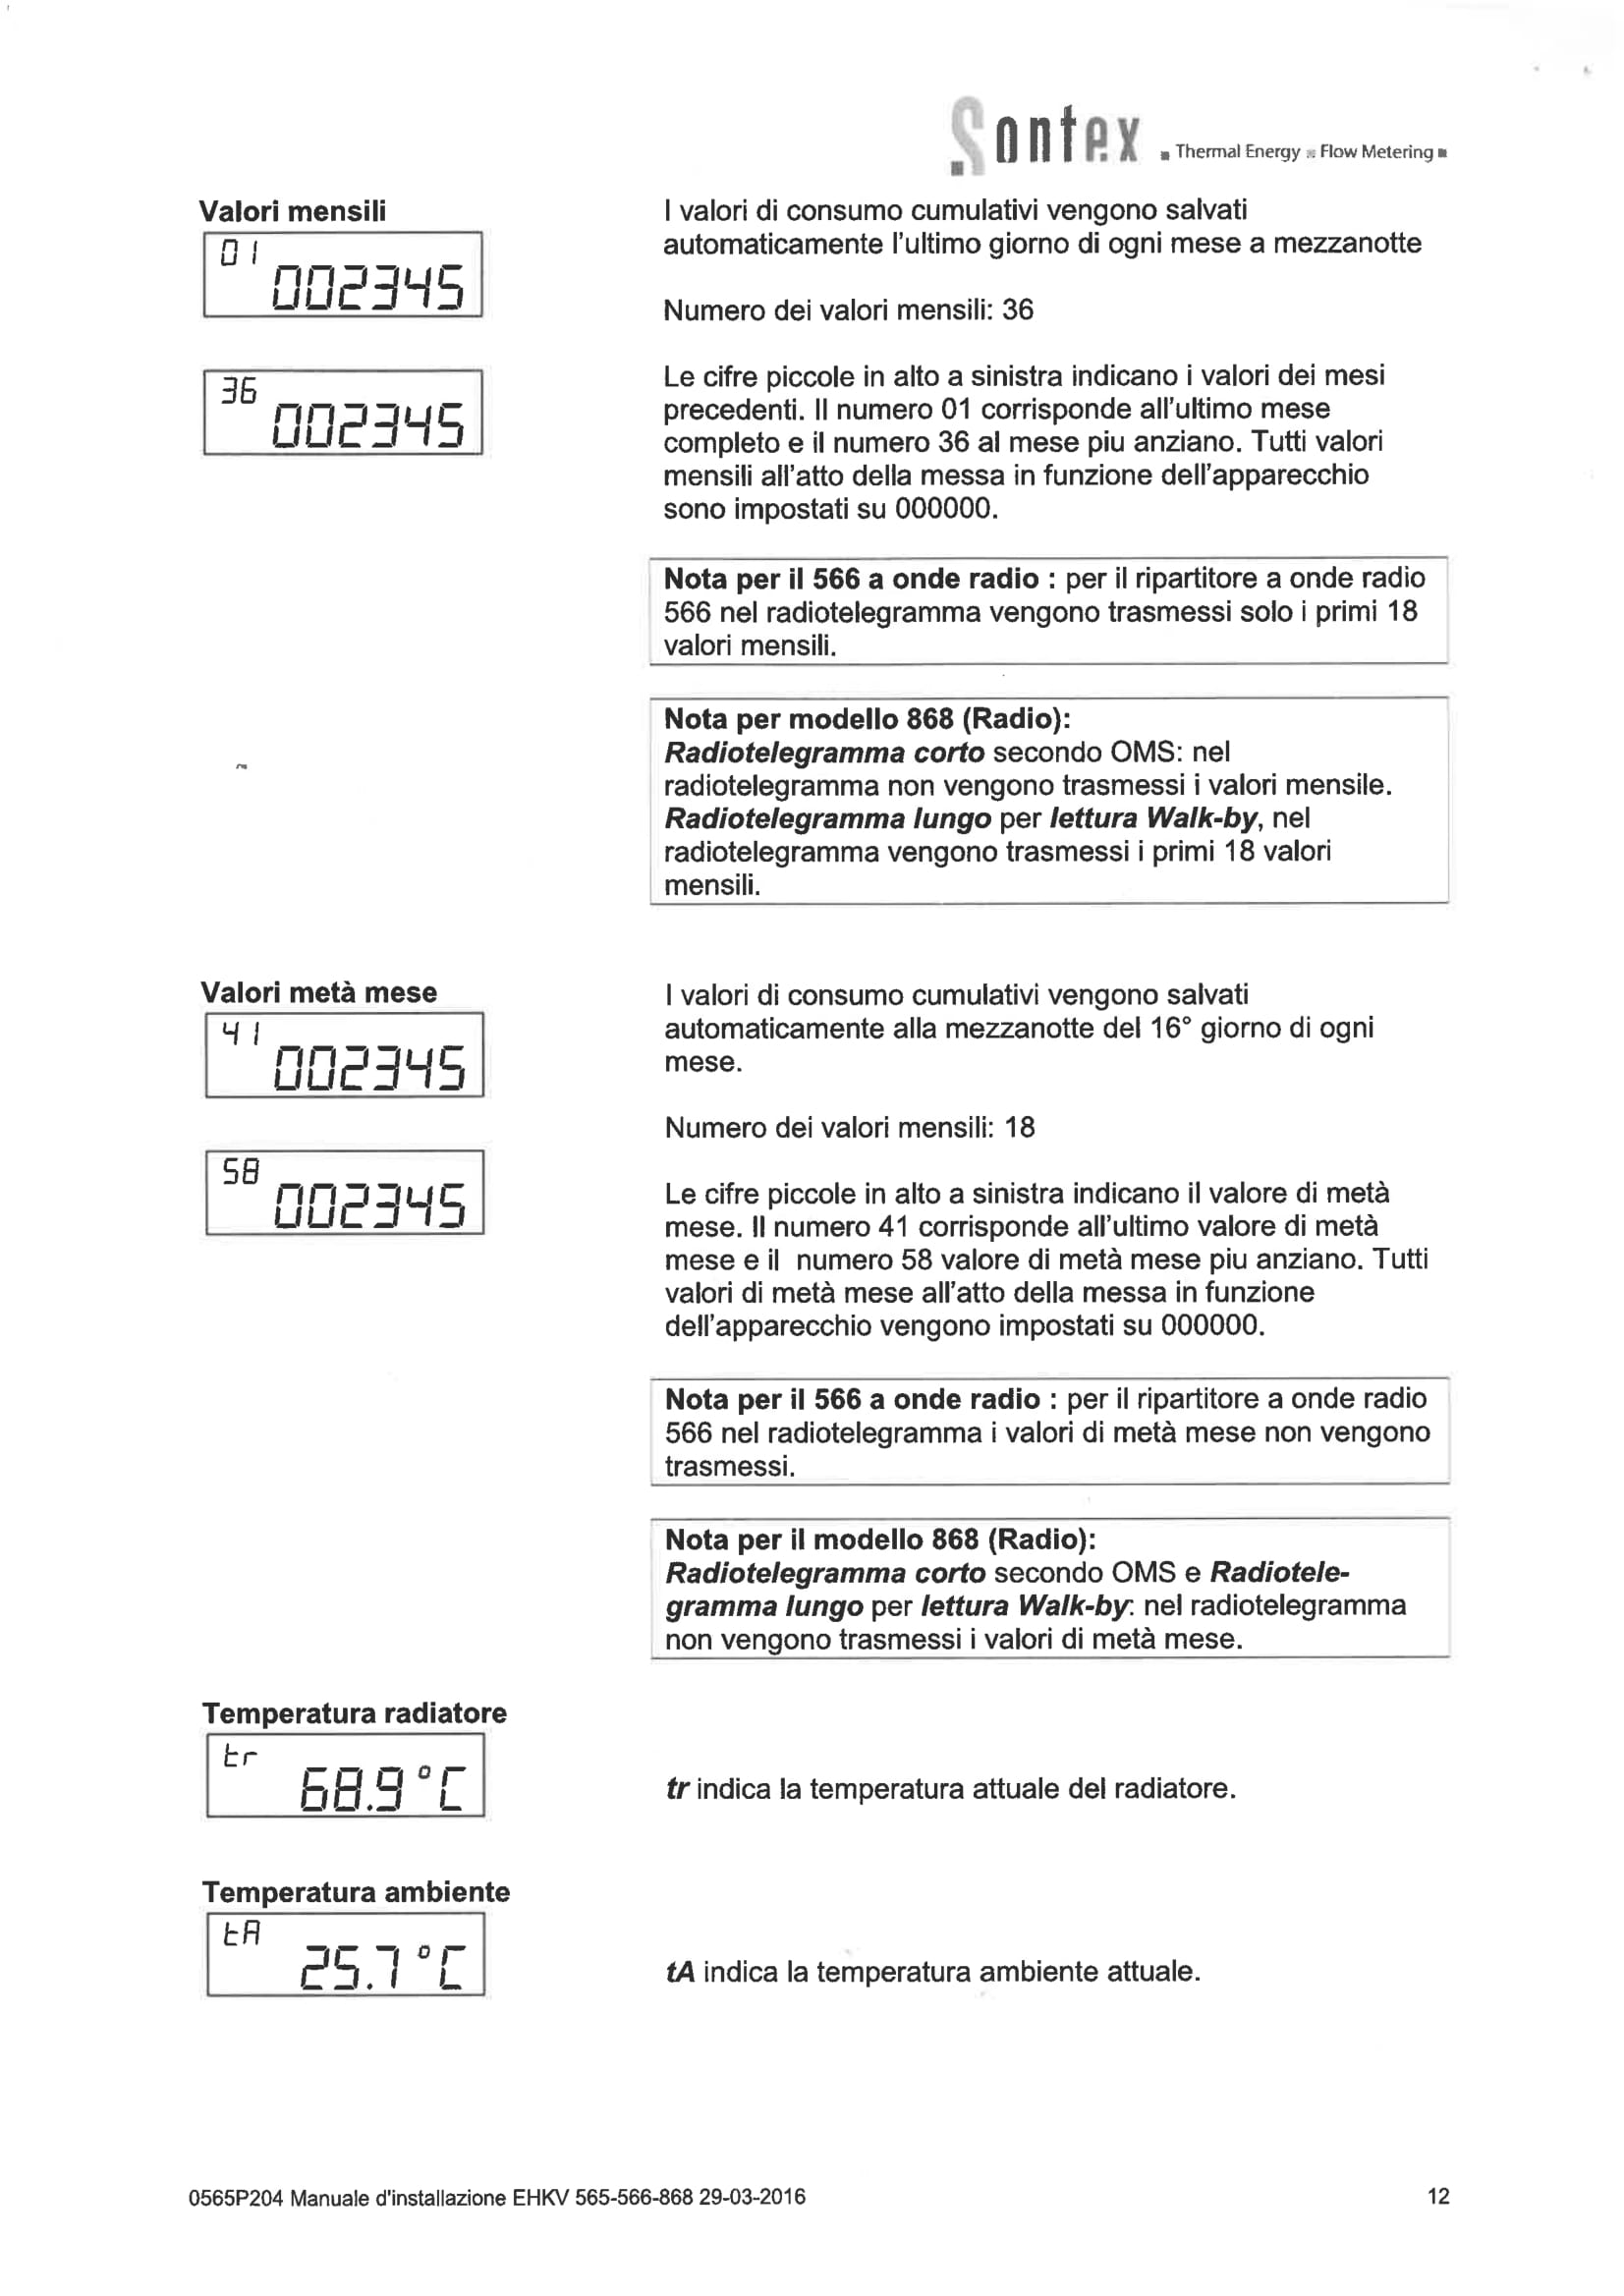 Sontex
Thermal Energy Flow Metering
Valori mensili
01
002345
36
002345
I valori di consumo cumulativi vengono salvati
automaticamente l'ultimo giorno di ogni mese a mezzanotte
Numero dei valori mensili: 36
Le cifre piccole in alto a sinistra indicano i valori dei mesi
precedenti. Il numero 01 corrisponde all'ultimo mese
completo e il numero 36 al mese piu anziano. Tutti valori
mensili all'atto della messa in funzione dell'apparecchio
sono impostati su 000000.
Nota per il 566 a onde radio : per il ripartitore a onde radio
566 nel radiotelegramma vengono trasmessi solo i primi 18
valori mensili.
Nota per modello 868 (Radio):
Radiotelegramma corto secondo OMS: nel
radiotelegramma non vengono trasmessi i valori mensile.
Radiotelegramma lungo per lettura Walk-by, nel
radiotelegramma vengono trasmessi i primi 18 valori
mensili.
Valori metà mese
41
002345
58
002345
I valori di consumo cumulativi vengono salvati
automaticamente alla mezzanotte del 16° giorno di ogni
mese.
Numero dei valori mensili: 18
Le cifre piccole in alto a sinistra indicano il valore di metà
mese. Il numero 41 corrisponde all'ultimo valore di metà
mese e il  numero 58 valore di metà mese piu anziano. Tutti
valori di metà mese all'atto della messa in funzione
dell'apparecchio vengono impostati su 000000.
Nota per il 566 a onde radio : per il ripartitore a onde radio
566 nel radiotelegramma i valori di metà mese non vengono
trasmessi.
Nota per il modello 868 (Radio):
Radiotelegramma corto secondo OMS e Radiotele-
gramma lungo per lettura Walk-by: nel radiotelegramma
non vengono trasmessi i valori di metà mese.
Temperatura radiatore
tr
68.9°C
tr indica la temperatura attuale del radiatore.
Temperatura ambiente
tA
25.7°C
tA indica la temperatura ambiente attuale.
0565P204 Manuale d'installazione EHKV 565-566-868 29-03-2016
12